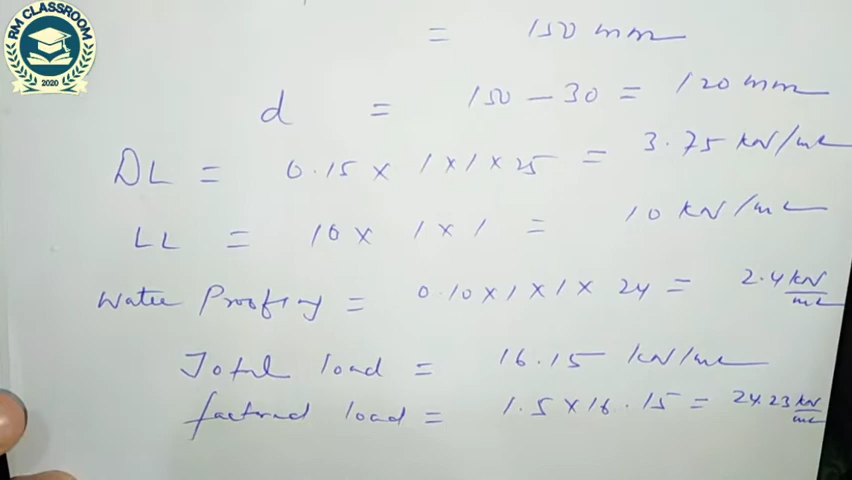 RM CLASSROOM
2020
= 150 mm
d = 150 - 30 = 120 mm
DL = 0.15 x 1 x 1 x 25 = 3.75 kN/m
LL = 10 x 1 x 1 = 10 kN/m
Water Proofing = 0.10 x 1 x 1 x 24 = 2.4 kN/m
Total load = 16.15 kN/m
factored load = 1.5 x 16.15 = 24.23 kN/m